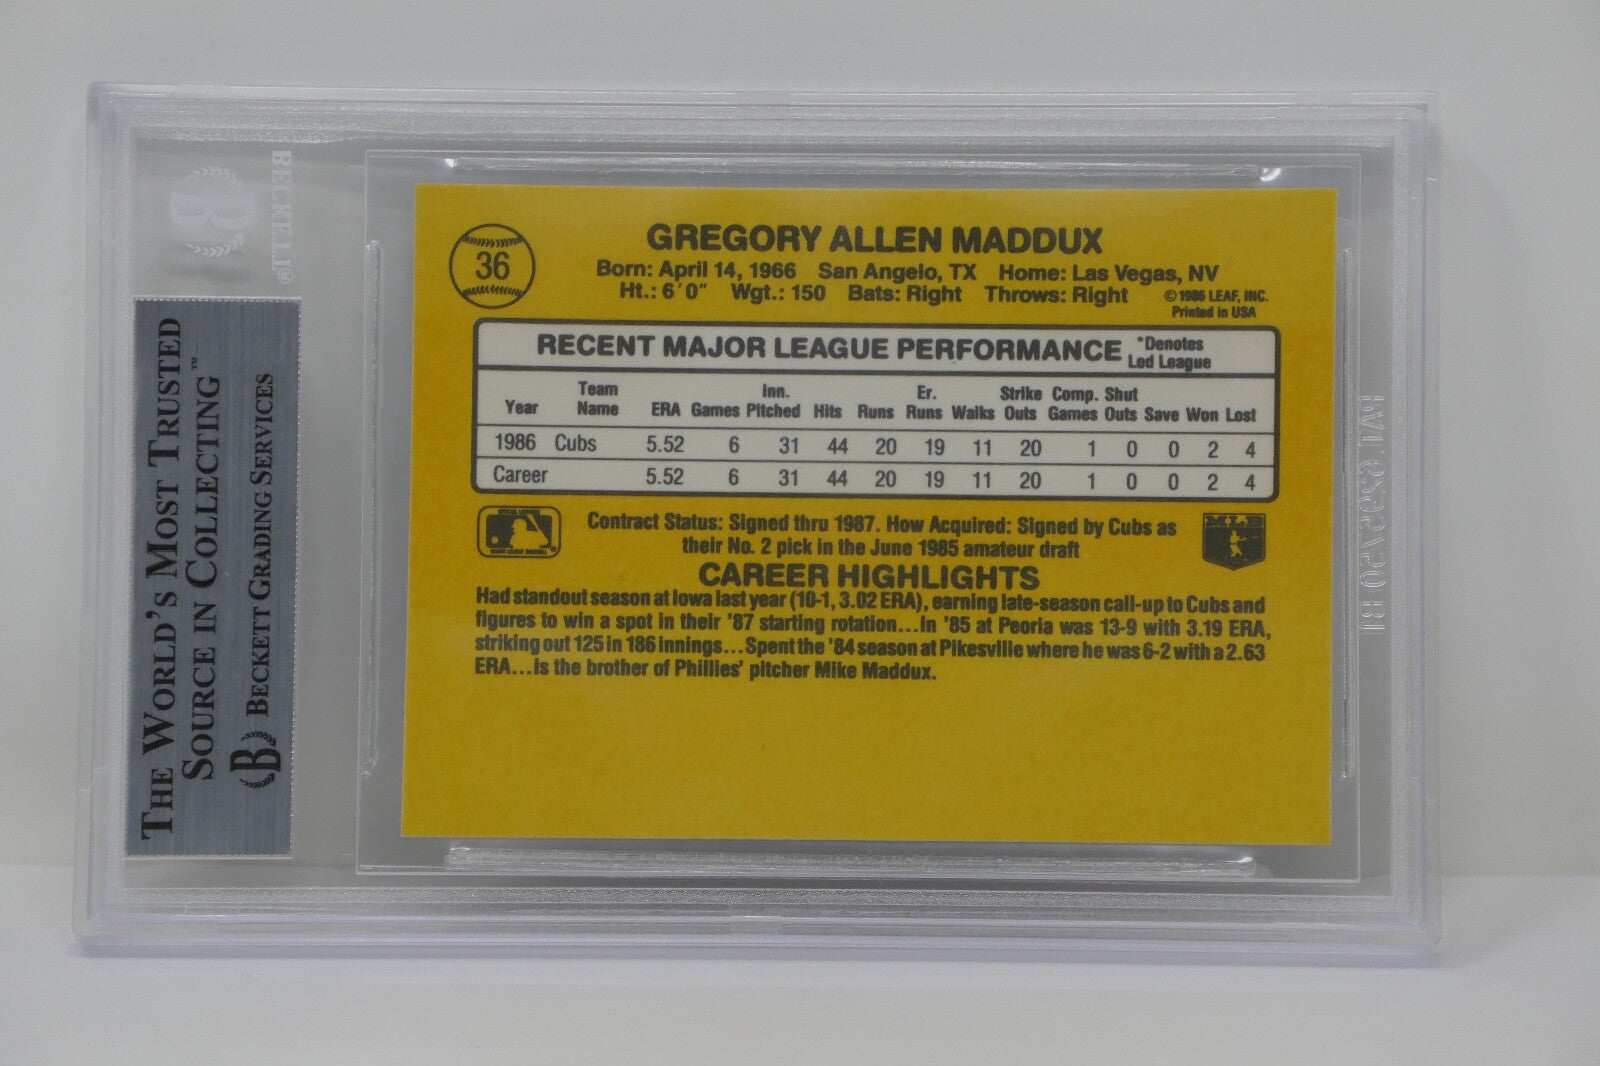 BECKETT®
B
THE WORLD'S MOST TRUSTED
SOURCE IN COLLECTING™
B BECKETT GRADING SERVICES
36
GREGORY ALLEN MADDUX
Born: April 14, 1966 San Angelo, TX Home: Las Vegas, NV
Ht.: 6'0" Wgt.: 150 Bats: Right Throws: Right
©1986 LEAF, INC.
Printed in USA
RECENT MAJOR LEAGUE PERFORMANCE *Denotes Led League
Year Team Name ERA Games Inn. Pitched Hits Runs Er. Runs Walks Strike Outs Comp. Games Shut Outs Save Won Lost
1986 Cubs 5.52 6 31 44 20 19 11 20 1 0 0 2 4
Career 5.52 6 31 44 20 19 11 20 1 0 0 2 4
Contract Status: Signed thru 1987. How Acquired: Signed by Cubs as
their No. 2 pick in the June 1985 amateur draft
MLB
CAREER HIGHLIGHTS
Had standout season at Iowa last year (10-1, 3.02 ERA), earning late-season call-up to Cubs and
figures to win a spot in their '87 starting rotation...In '85 at Peoria was 13-9 with 3.19 ERA,
striking out 125 in 186 innings...Spent the '84 season at Pikesville where he was 6-2 with a 2.63
ERA...Is the brother of Phillies' pitcher Mike Maddux.